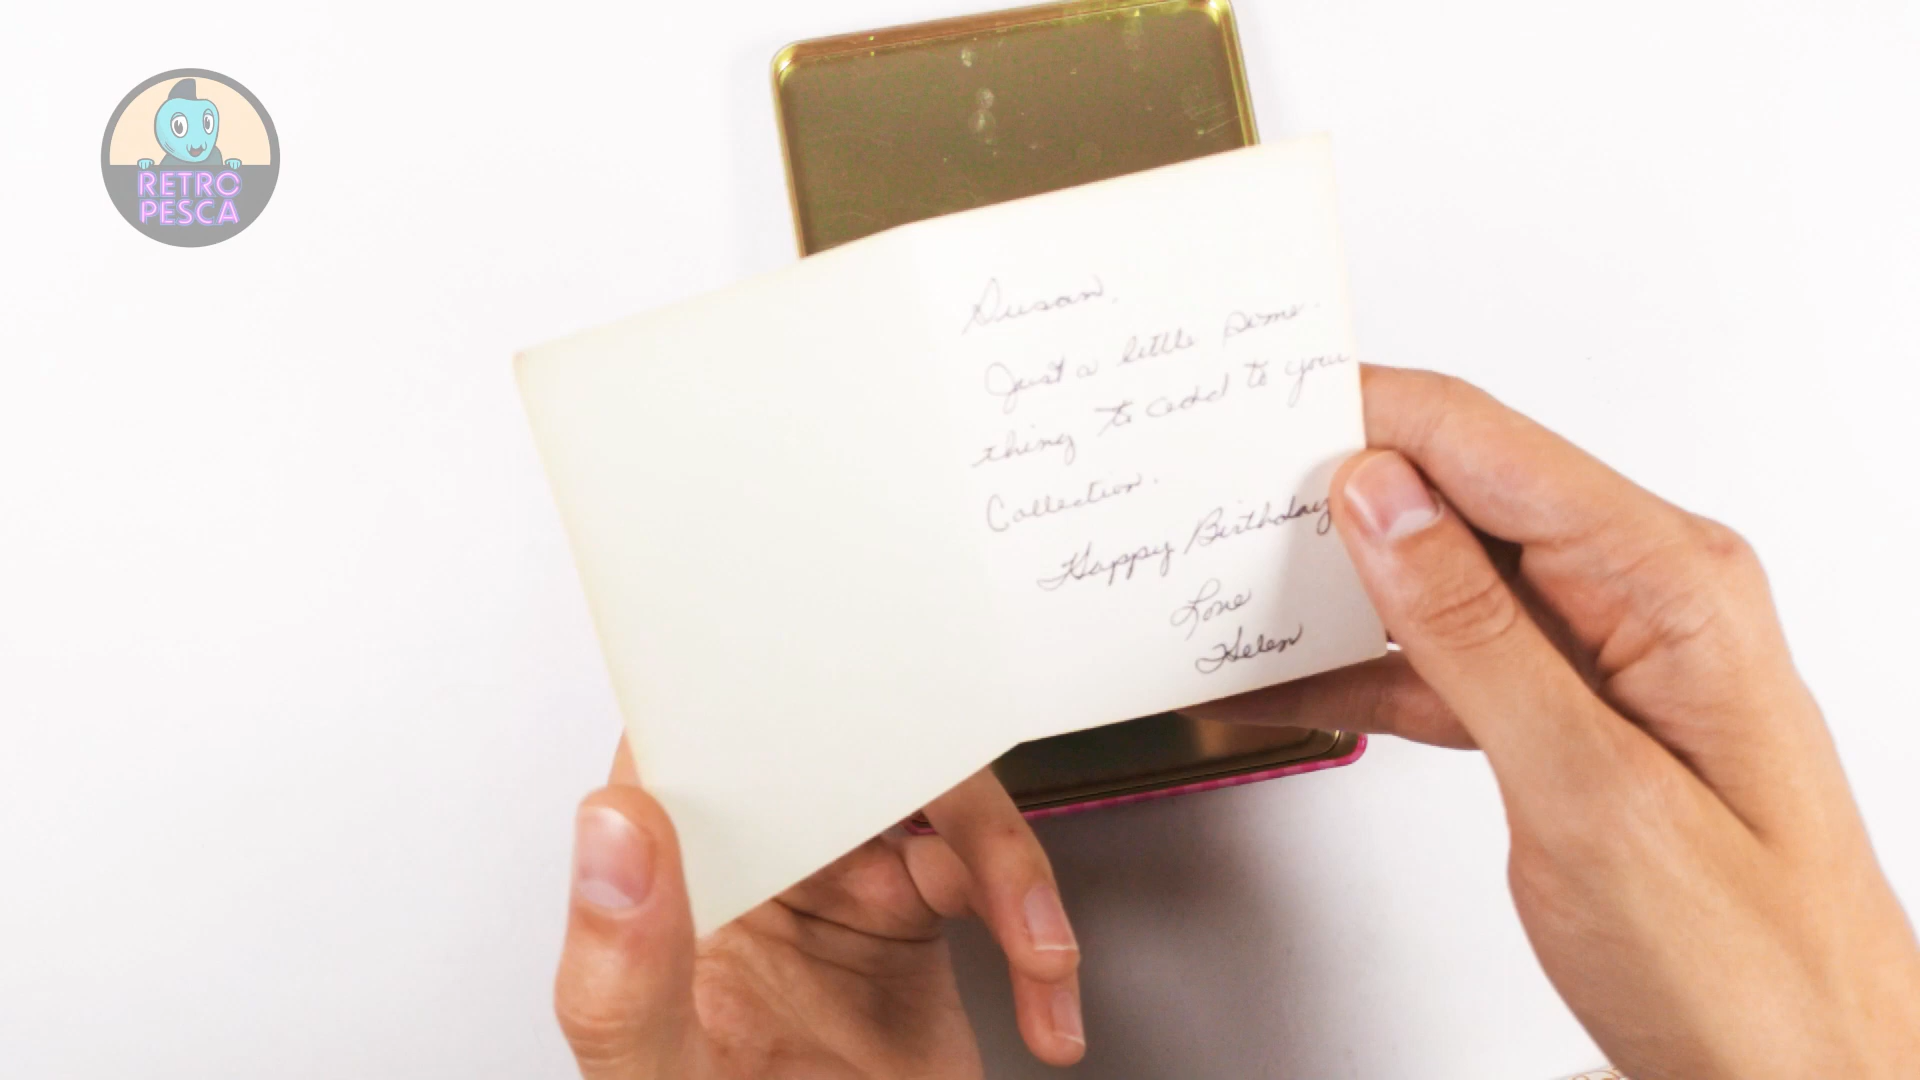 RETRO
PESCA
Susan,
Just a little some-
thing to add to your
Collection.
Happy Birthday
Love
Helen